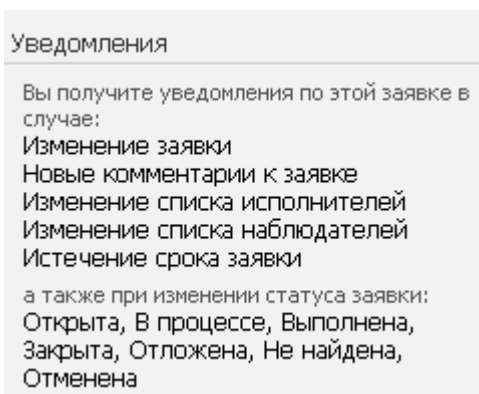 Уведомления
Вы получите уведомления по этой заявке в
случае:
Изменение заявки
Новые комментарии к заявке
Изменение списка исполнителей
Изменение списка наблюдателей
Истечение срока заявки
а также при изменении статуса заявки:
Открыта, В процессе, Выполнена,
Закрыта, Отложена, Не найдена,
Отменена